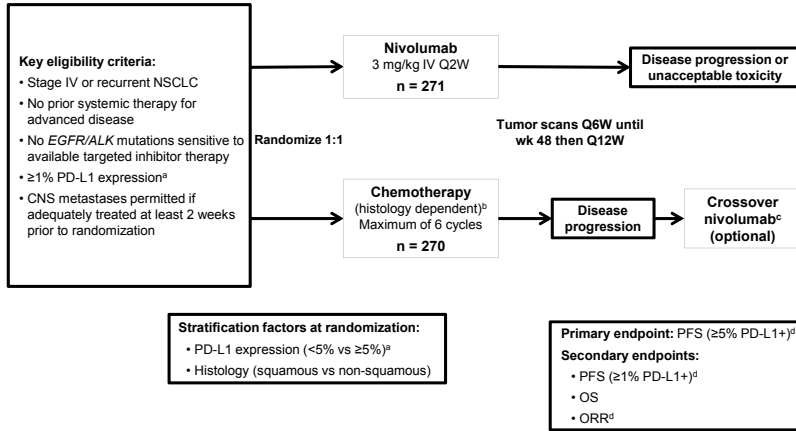 Key eligibility criteria:
• Stage IV or recurrent NSCLC
• No prior systemic therapy for
advanced disease
• No EGFR/ALK mutations sensitive to
available targeted inhibitor therapy
• ≥1% PD-L1 expressionᵃ
• CNS metastases permitted if
adequately treated at least 2 weeks
prior to randomization
Randomize 1:1
Nivolumab
3 mg/kg IV Q2W
n = 271
Disease progression or
unacceptable toxicity
Tumor scans Q6W until
wk 48 then Q12W
Chemotherapy
(histology dependent)ᵇ
Maximum of 6 cycles
n = 270
Disease
progression
Crossover
nivolumabᶜ
(optional)
Stratification factors at randomization:
• PD-L1 expression (<5% vs ≥5%)ᵃ
• Histology (squamous vs non-squamous)
Primary endpoint: PFS (≥5% PD-L1+)ᵈ
Secondary endpoints:
• PFS (≥1% PD-L1+)ᵈ
• OS
• ORRᵈ